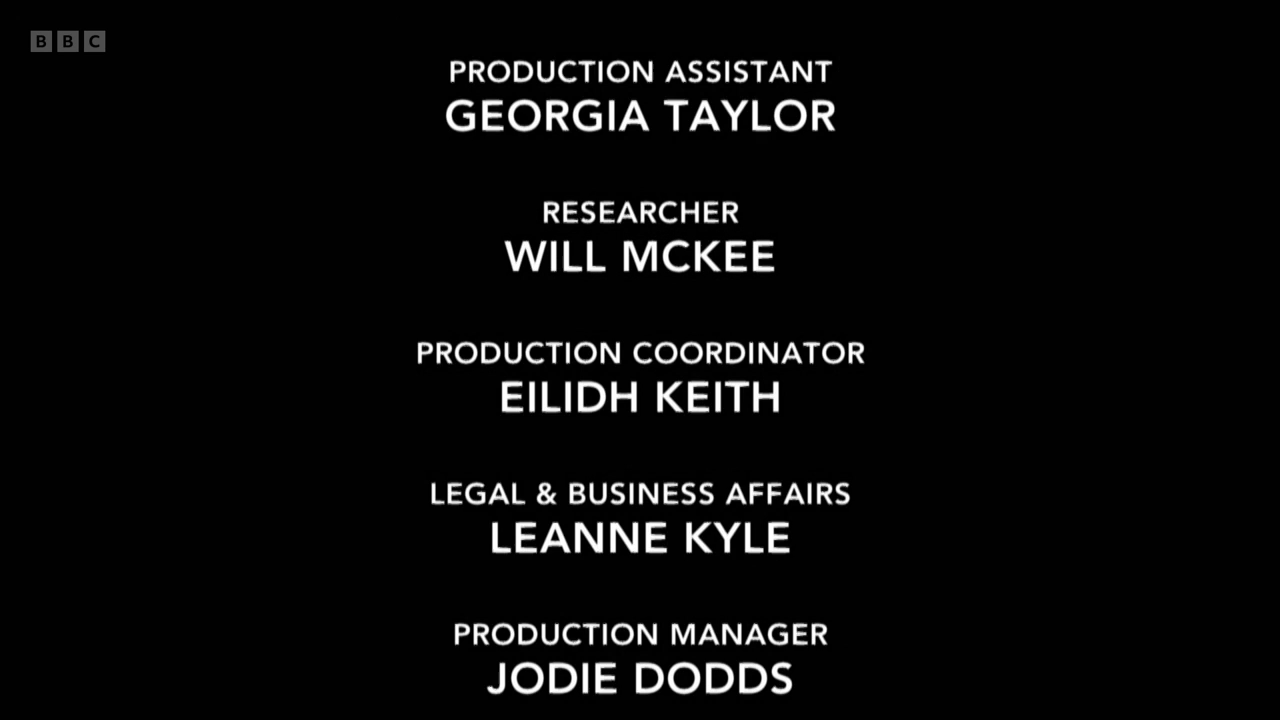 BBC
PRODUCTION ASSISTANT
GEORGIA TAYLOR
RESEARCHER
WILL MCKEE
PRODUCTION COORDINATOR
EILIDH KEITH
LEGAL & BUSINESS AFFAIRS
LEANNE KYLE
PRODUCTION MANAGER
JODIE DODDS